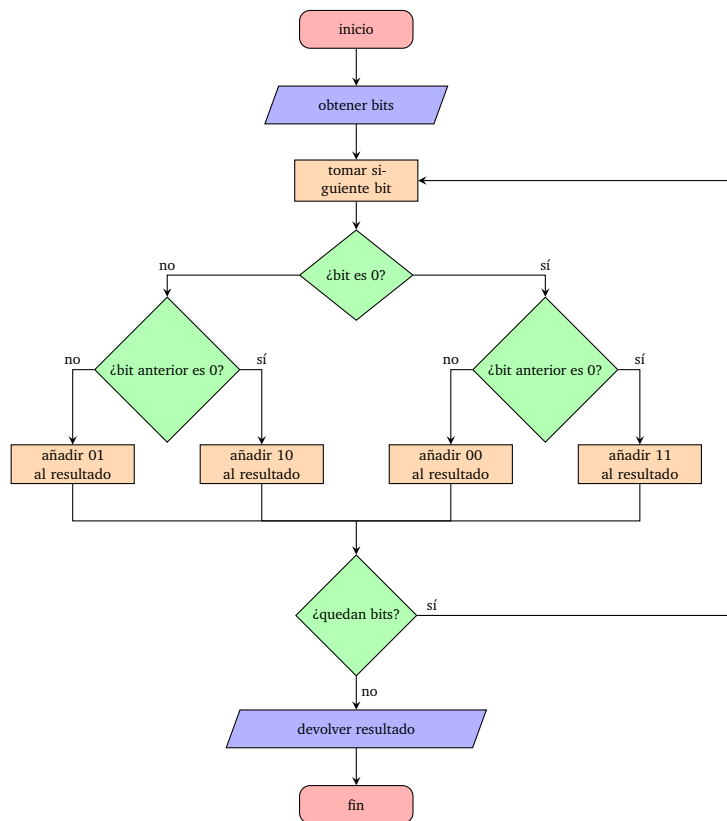 inicio
obtener bits
tomar si-
guiente bit
¿bit es 0?
no
sí
¿bit anterior es 0?
¿bit anterior es 0?
no
sí
no
sí
añadir 01
al resultado
añadir 10
al resultado
añadir 00
al resultado
añadir 11
al resultado
¿quedan bits?
sí
no
devolver resultado
fin